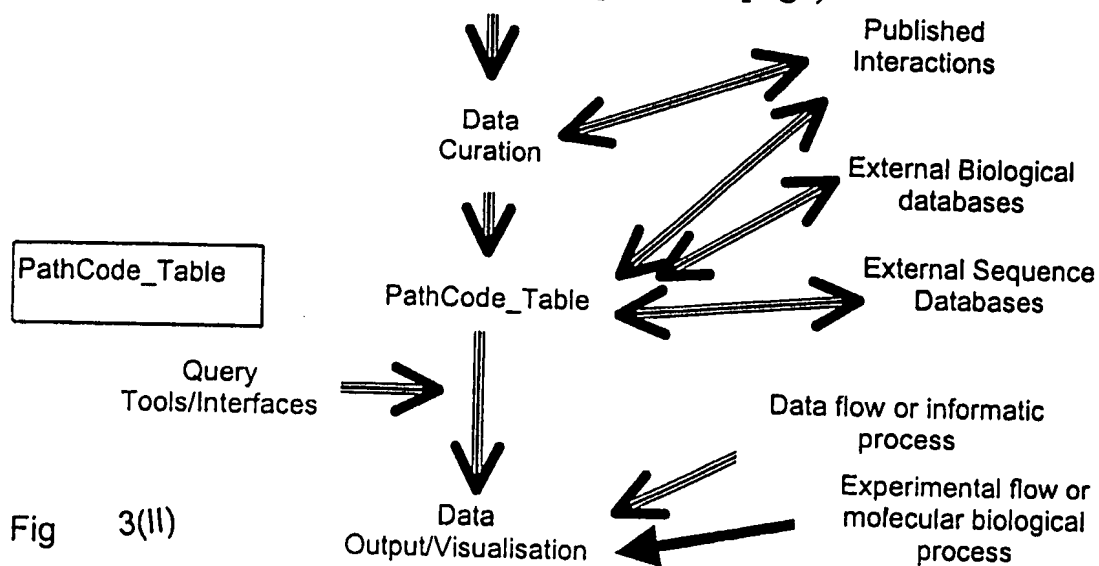 Published
Interactions
Data
Curation
External Biological
databases
PathCode_Table
PathCode_Table
External Sequence
Databases
Query
Tools/Interfaces
Data flow or informatic
process
Experimental flow or
molecular biological
process
Data
Output/Visualisation
Fig 3(II)